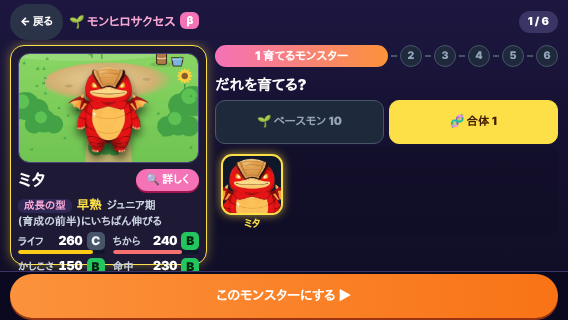 ← 戻る
🌱 モンヒロサクセス β
1 / 6
1 育てるモンスター
2
3
4
5
6
だれを育てる?
🌱 ベースモン 10
🧬 合体 1
ミタ
ミタ
🔍 詳しく
成長の型 早熟 ジュニア期
(育成の前半)にいちばん伸びる
ライフ 260 C ちから 240 B
かしこさ 150 B 命中 230 B
このモンスターにする ▶